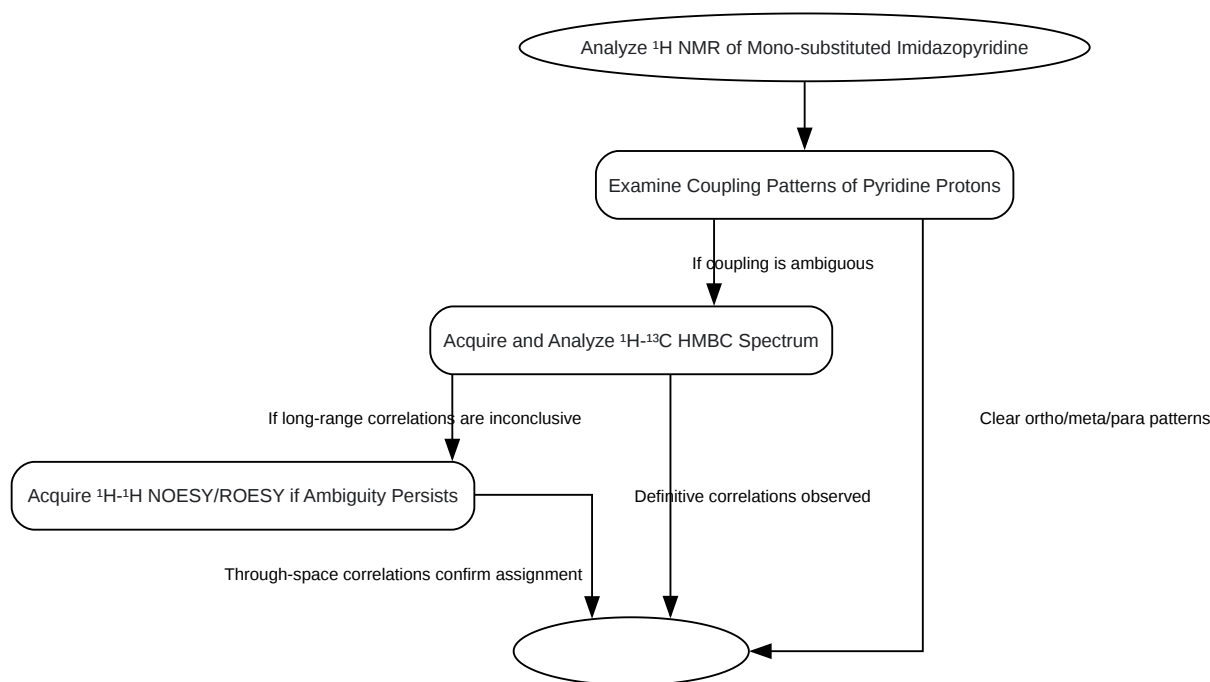 Analyze ¹H NMR of Mono-substituted Imidazopyridine
Examine Coupling Patterns of Pyridine Protons
If coupling is ambiguous
Acquire and Analyze ¹H-¹³C HMBC Spectrum
If long-range correlations are inconclusive
Clear ortho/meta/para patterns
Acquire ¹H-¹H NOESY/ROESY if Ambiguity Persists
Definitive correlations observed
Through-space correlations confirm assignment